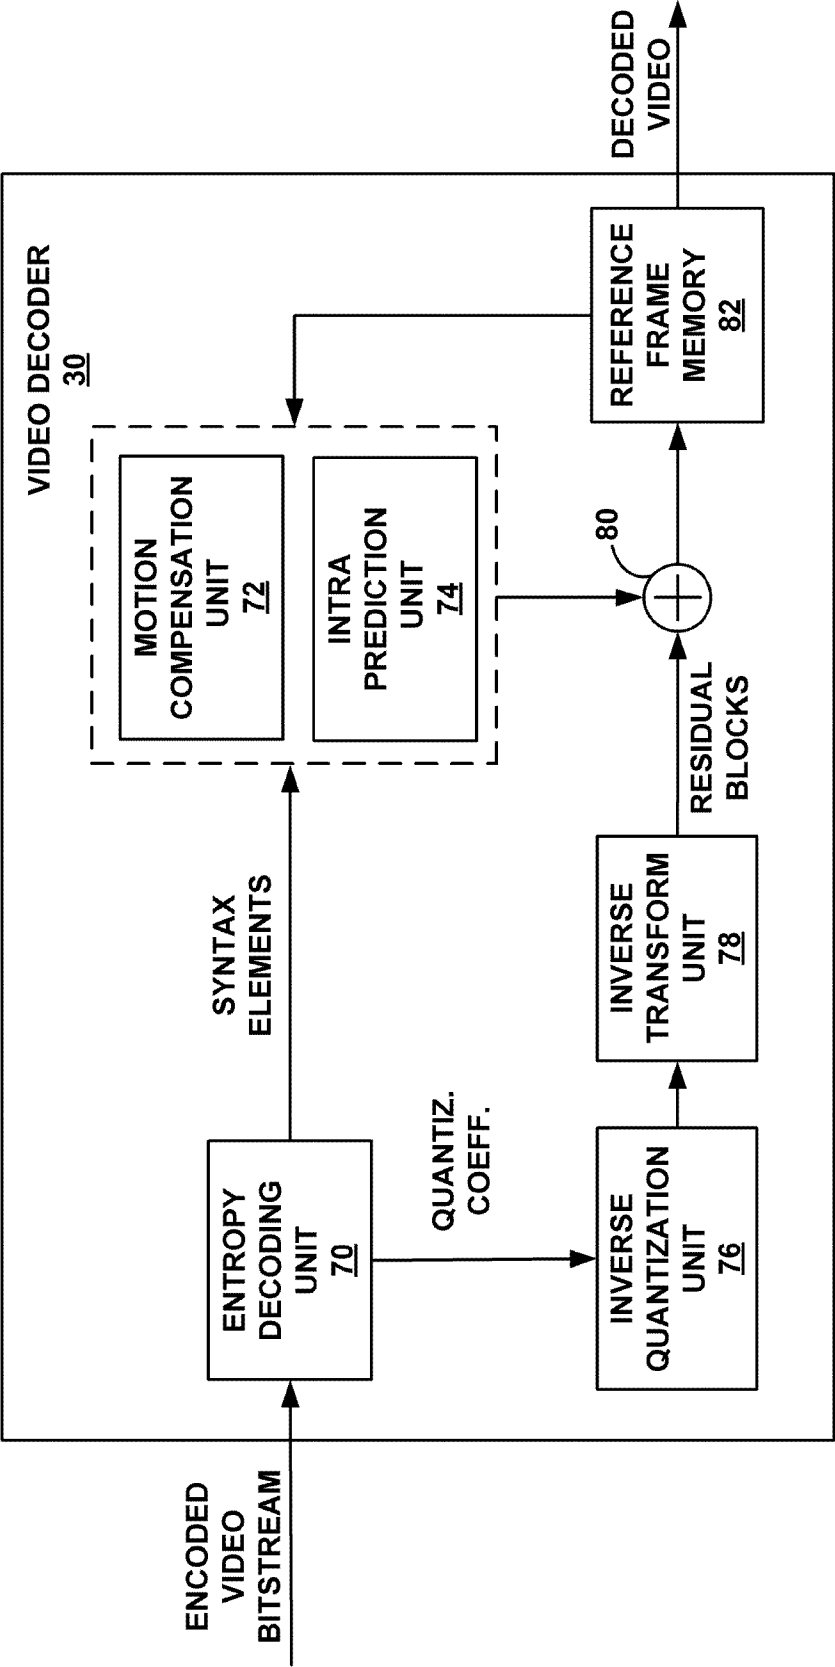 VIDEO DECODER
30
ENCODED
VIDEO
BITSTREAM
ENTROPY
DECODING
UNIT
70
SYNTAX
ELEMENTS
MOTION
COMPENSATION
UNIT
72
INTRA
PREDICTION
UNIT
74
QUANTIZ.
COEFF.
INVERSE
QUANTIZATION
UNIT
76
INVERSE
TRANSFORM
UNIT
78
RESIDUAL
BLOCKS
80
REFERENCE
FRAME
MEMORY
82
DECODED
VIDEO